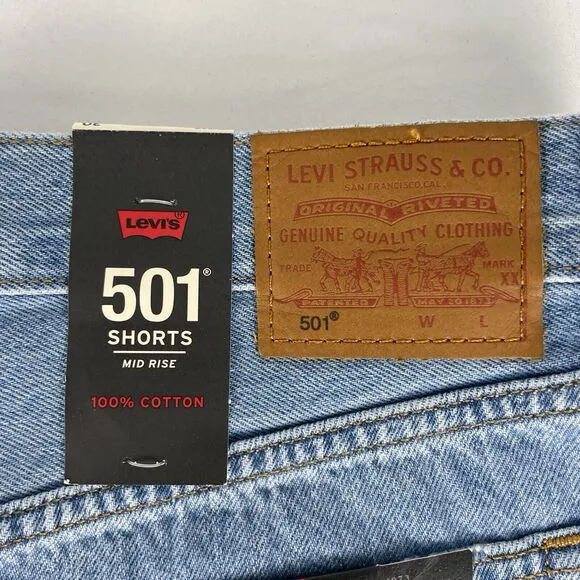 Levi's®
501®
SHORTS
MID RISE
100% COTTON
LEVI STRAUSS & CO.
SAN FRANCISCO, CAL.
ORIGINAL RIVETED
GENUINE QUALITY CLOTHING
TRADE MARK
XX
PATENTED MAY 20 1873
501® W L